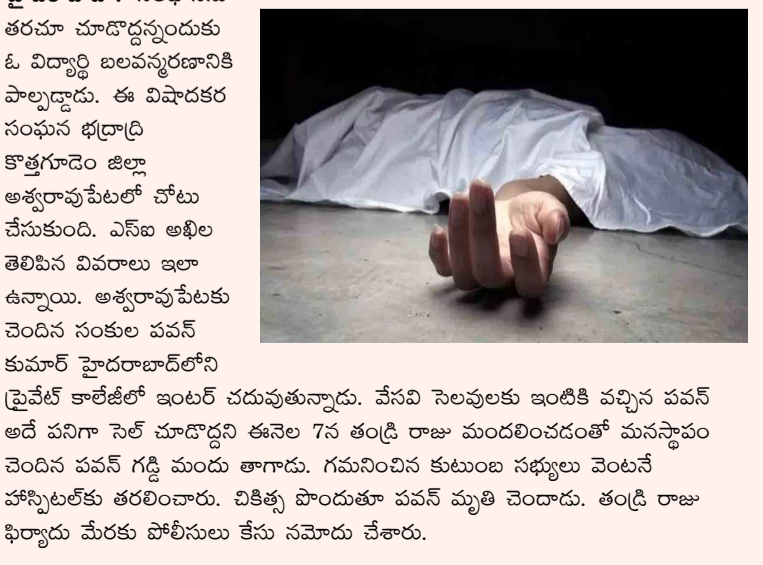 తరచూ చూడొద్దన్నందుకు
ఓ విద్యార్థి బలవన్మరణానికి
పాల్పడ్డాడు. ఈ విషాదకర
సంఘన భద్రాద్రి
కొత్తగూడెం జిల్లా
అశ్వరావుపేటలో చోటు
చేసుకుంది. ఎస్ఐ అఖిల
తెలిపిన వివరాలు ఇలా
ఉన్నాయి. అశ్వరావుపేటకు
చెందిన సంకుల పవన్
కుమార్ హైదరాబాద్‌లోని
ప్రైవేట్ కాలేజీలో ఇంటర్ చదువుతున్నాడు. వేసవి సెలవులకు ఇంటికి వచ్చిన పవన్
అదే పనిగా సెల్ చూడొద్దని ఈనెల 7న తండ్రి రాజు మందలించడంతో మనస్థాపం
చెందిన పవన్ గడ్డి మందు తాగాడు. గమనించిన కుటుంబ సభ్యులు వెంటనే
హాస్పిటల్‌కు తరలించారు. చికిత్స పొందుతూ పవన్ మృతి చెందాడు. తండ్రి రాజు
ఫిర్యాదు మేరకు పోలీసులు కేసు నమోదు చేశారు.